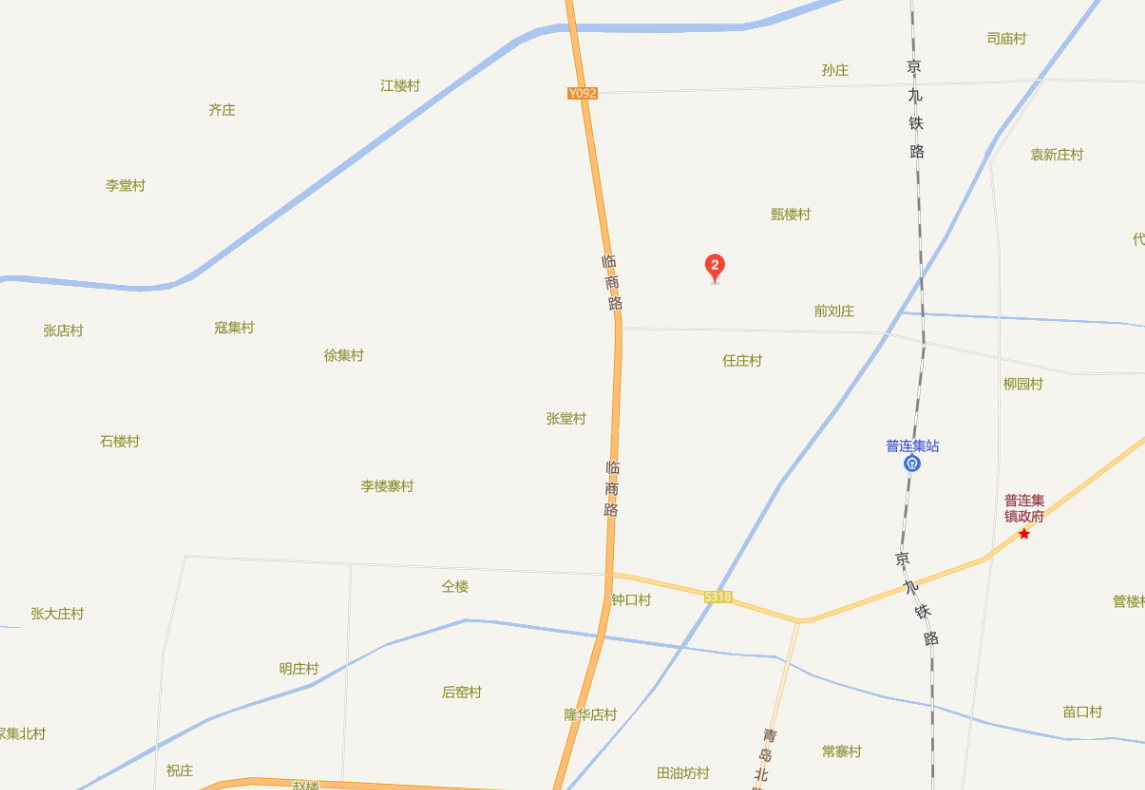 司庙村
孙庄
京九铁路
江楼村
Y092
齐庄
袁新庄村
李堂村
甄楼村
代
临商路
2
前刘庄
张店村
寇集村
徐集村
任庄村
柳园村
张堂村
石楼村
普连集站
临商路
李楼寨村
普连集
镇政府
京九铁路
仝楼
S318
钟口村
张大庄村
管楼村
明庄村
后窑村
隆华店村
苗口村
家集北村
青岛北路
常寨村
祝庄
田油坊村
赵楼